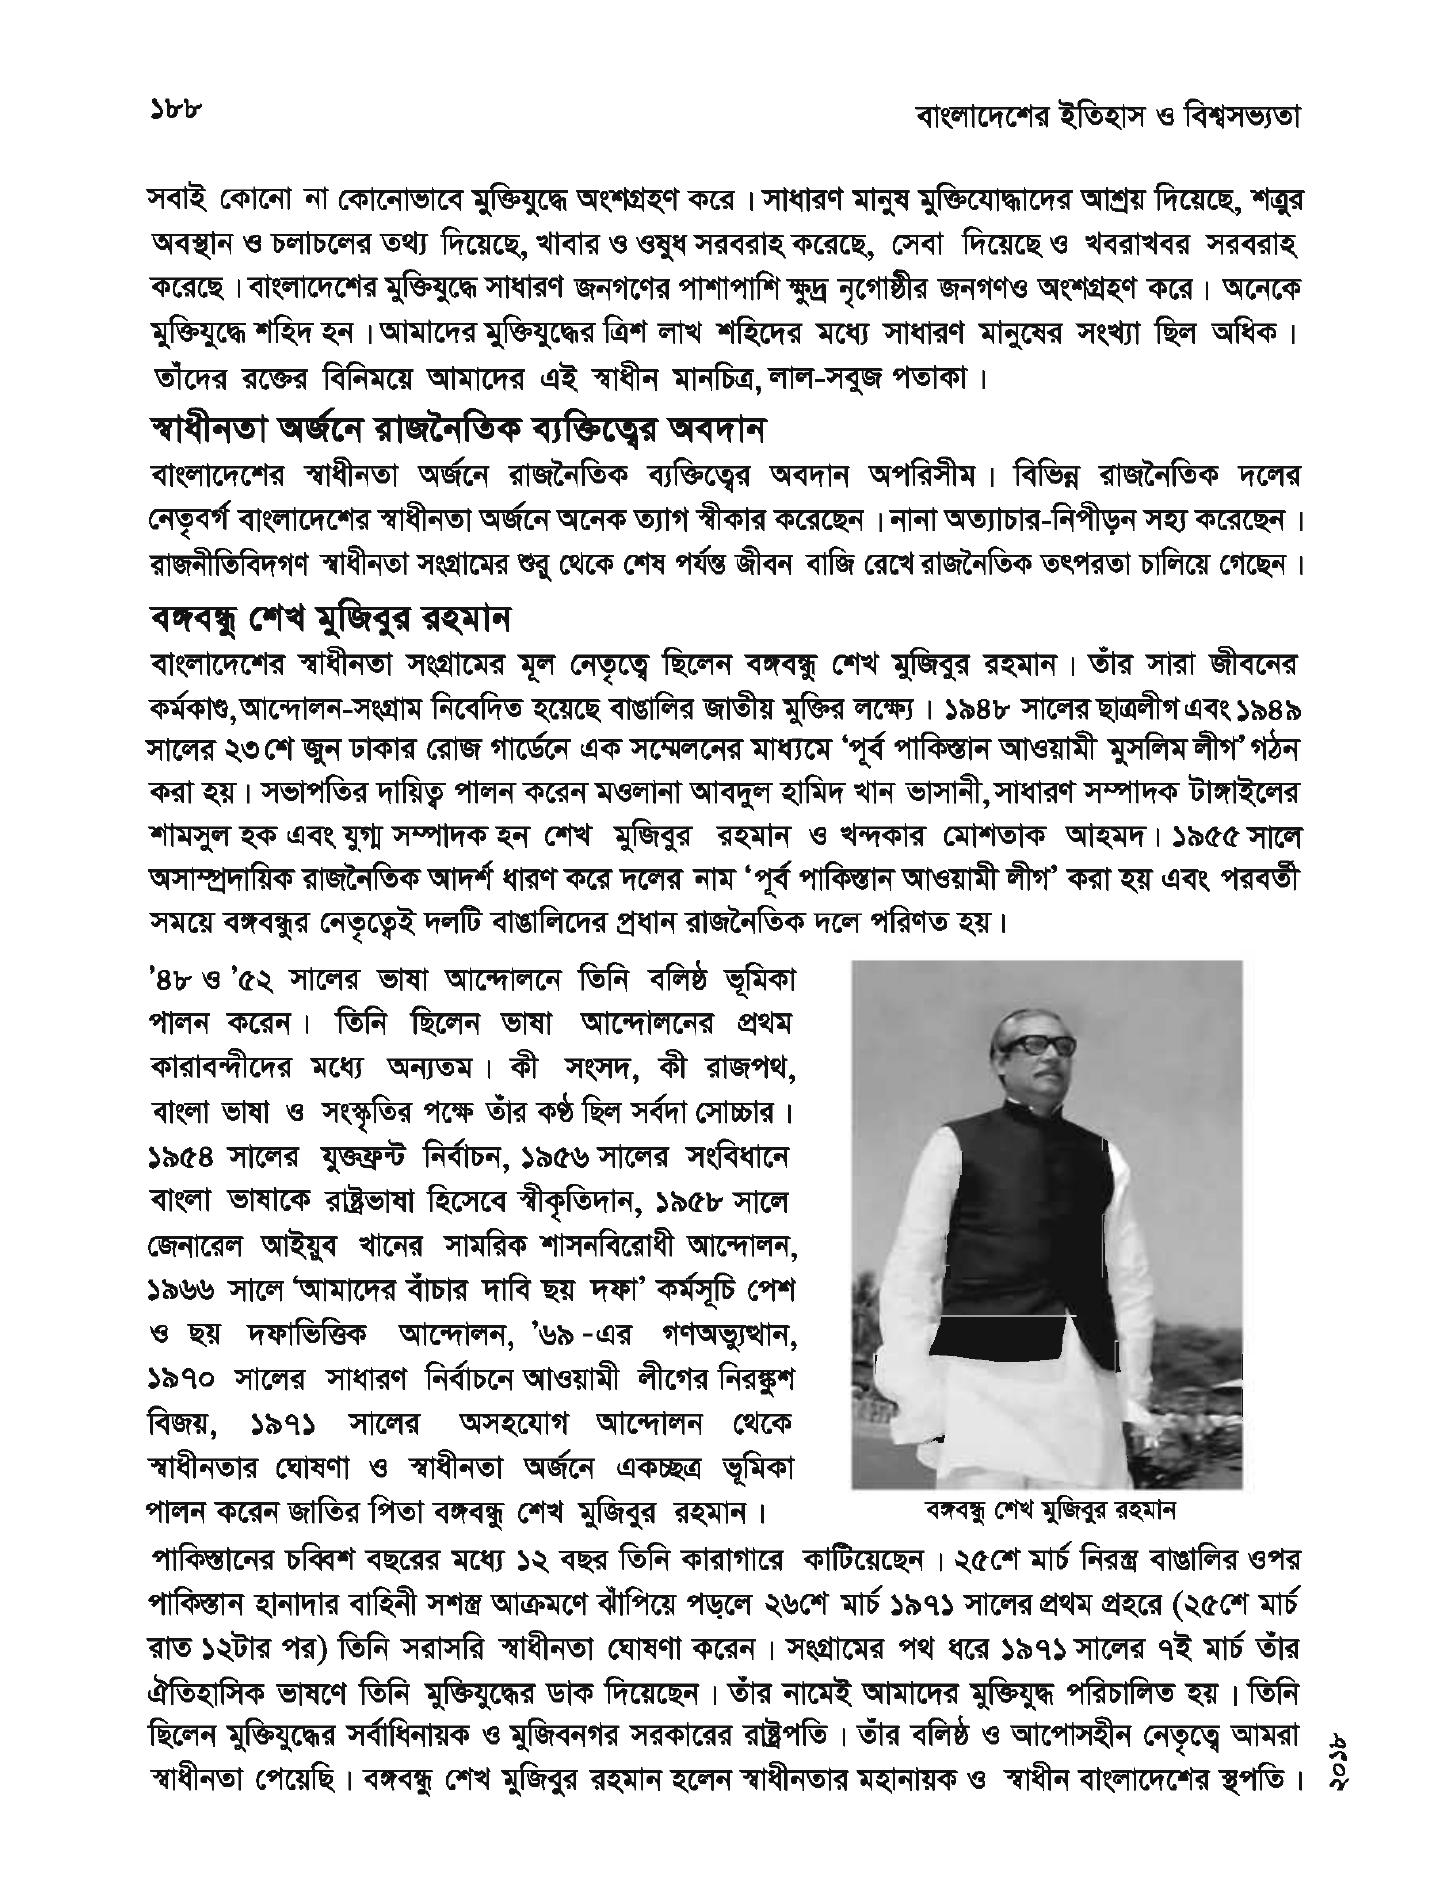 ১৮৮
বাংলাদেশের ইতিহাস ও বিশ্বসভ্যতা
সবাই কোনো না কোনোভাবে মুক্তিযুদ্ধে অংশগ্রহণ করে। সাধারণ মানুষ মুক্তিযোদ্ধাদের আশ্রয় দিয়েছে, শত্রুর
অবস্থান ও চলাচলের তথ্য দিয়েছে, খাবার ও ওষুধ সরবরাহ করেছে, সেবা দিয়েছে ও খবরাখবর সরবরাহ
করেছে। বাংলাদেশের মুক্তিযুদ্ধে সাধারণ জনগণের পাশাপাশি ক্ষুদ্র নৃগোষ্ঠীর জনগণও অংশগ্রহণ করে। অনেকে
মুক্তিযুদ্ধে শহিদ হন। আমাদের মুক্তিযুদ্ধের ত্রিশ লাখ শহিদের মধ্যে সাধারণ মানুষের সংখ্যা ছিল অধিক।
তাঁদের রক্তের বিনিময়ে আমাদের এই স্বাধীন মানচিত্র, লাল-সবুজ পতাকা।
স্বাধীনতা অর্জনে রাজনৈতিক ব্যক্তিত্বের অবদান
বাংলাদেশের স্বাধীনতা অর্জনে রাজনৈতিক ব্যক্তিত্বের অবদান অপরিসীম। বিভিন্ন রাজনৈতিক দলের
নেতৃবর্গ বাংলাদেশের স্বাধীনতা অর্জনে অনেক ত্যাগ স্বীকার করেছেন। নানা অত্যাচার-নিপীড়ন সহ্য করেছেন।
রাজনীতিবিদগণ স্বাধীনতা সংগ্রামের শুরু থেকে শেষ পর্যন্ত জীবন বাজি রেখে রাজনৈতিক তৎপরতা চালিয়ে গেছেন।
বঙ্গবন্ধু শেখ মুজিবুর রহমান
বাংলাদেশের স্বাধীনতা সংগ্রামের মূল নেতৃত্বে ছিলেন বঙ্গবন্ধু শেখ মুজিবুর রহমান। তাঁর সারা জীবনের
কর্মকাণ্ড, আন্দোলন-সংগ্রাম নিবেদিত হয়েছে বাঙালির জাতীয় মুক্তির লক্ষ্যে। ১৯৪৮ সালের ছাত্রলীগ এবং ১৯৪৯
সালের ২৩শে জুন ঢাকার রোজ গার্ডেনে এক সম্মেলনের মাধ্যমে ‘পূর্ব পাকিস্তান আওয়ামী মুসলিম লীগ’ গঠন
করা হয়। সভাপতির দায়িত্ব পালন করেন মওলানা আবদুল হামিদ খান ভাসানী, সাধারণ সম্পাদক টাঙ্গাইলের
শামসুল হক এবং যুগ্ম সম্পাদক হন শেখ মুজিবুর রহমান ও খন্দকার মোশতাক আহমদ। ১৯৫৫ সালে
অসাম্প্রদায়িক রাজনৈতিক আদর্শ ধারণ করে দলের নাম ‘পূর্ব পাকিস্তান আওয়ামী লীগ’ করা হয় এবং পরবর্তী
সময়ে বঙ্গবন্ধুর নেতৃত্বেই দলটি বাঙালিদের প্রধান রাজনৈতিক দলে পরিণত হয়।
’৪৮ ও ’৫২ সালের ভাষা আন্দোলনে তিনি বলিষ্ঠ ভূমিকা
পালন করেন। তিনি ছিলেন ভাষা আন্দোলনের প্রথম
কারাবন্দীদের মধ্যে অন্যতম। কী সংসদ, কী রাজপথ,
বাংলা ভাষা ও সংস্কৃতির পক্ষে তাঁর কণ্ঠ ছিল সর্বদা সোচ্চার।
১৯৫৪ সালের যুক্তফ্রন্ট নির্বাচন, ১৯৫৬ সালের সংবিধানে
বাংলা ভাষাকে রাষ্ট্রভাষা হিসেবে স্বীকৃতিদান, ১৯৫৮ সালে
জেনারেল আইয়ুব খানের সামরিক শাসনবিরোধী আন্দোলন,
১৯৬৬ সালে ‘আমাদের বাঁচার দাবি ছয় দফা’ কর্মসূচি পেশ
ও ছয় দফাভিত্তিক আন্দোলন, ’৬৯ -এর গণঅভ্যুত্থান,
১৯৭০ সালের সাধারণ নির্বাচনে আওয়ামী লীগের নিরঙ্কুশ
বিজয়, ১৯৭১ সালের অসহযোগ আন্দোলন থেকে
স্বাধীনতার ঘোষণা ও স্বাধীনতা অর্জনে একচ্ছত্র ভূমিকা
পালন করেন জাতির পিতা বঙ্গবন্ধু শেখ মুজিবুর রহমান।
বঙ্গবন্ধু শেখ মুজিবুর রহমান
পাকিস্তানের চব্বিশ বছরের মধ্যে ১২ বছর তিনি কারাগারে কাটিয়েছেন। ২৫শে মার্চ নিরস্ত্র বাঙালির ওপর
পাকিস্তান হানাদার বাহিনী সশস্ত্র আক্রমণে ঝাঁপিয়ে পড়লে ২৬শে মার্চ ১৯৭১ সালের প্রথম প্রহরে (২৫শে মার্চ
রাত ১২টার পর) তিনি সরাসরি স্বাধীনতা ঘোষণা করেন। সংগ্রামের পথ ধরে ১৯৭১ সালের ৭ই মার্চ তাঁর
ঐতিহাসিক ভাষণে তিনি মুক্তিযুদ্ধের ডাক দিয়েছেন। তাঁর নামেই আমাদের মুক্তিযুদ্ধ পরিচালিত হয়। তিনি
ছিলেন মুক্তিযুদ্ধের সর্বাধিনায়ক ও মুজিবনগর সরকারের রাষ্ট্রপতি। তাঁর বলিষ্ঠ ও আপোসহীন নেতৃত্বে আমরা
স্বাধীনতা পেয়েছি। বঙ্গবন্ধু শেখ মুজিবুর রহমান হলেন স্বাধীনতার মহানায়ক ও স্বাধীন বাংলাদেশের স্থপতি।
২০১৮